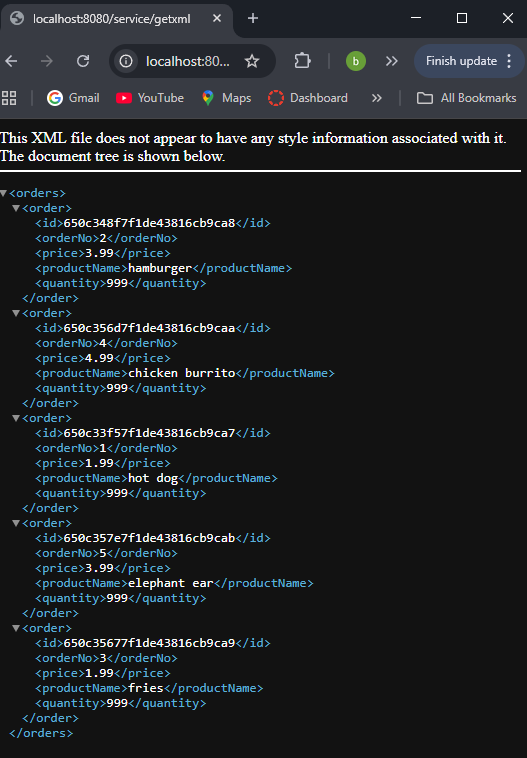 localhost:8080/service/getxml
localhost:80...
b
Finish update
Gmail
YouTube
Maps
Dashboard
All Bookmarks
This XML file does not appear to have any style information associated with it.
The document tree is shown below.
<orders>
<order>
<id>650c348f7f1de43816cb9ca8</id>
<orderNo>2</orderNo>
<price>3.99</price>
<productName>hamburger</productName>
<quantity>999</quantity>
</order>
<order>
<id>650c356d7f1de43816cb9caa</id>
<orderNo>4</orderNo>
<price>4.99</price>
<productName>chicken burrito</productName>
<quantity>999</quantity>
</order>
<order>
<id>650c33f57f1de43816cb9ca7</id>
<orderNo>1</orderNo>
<price>1.99</price>
<productName>hot dog</productName>
<quantity>999</quantity>
</order>
<order>
<id>650c357e7f1de43816cb9cab</id>
<orderNo>5</orderNo>
<price>3.99</price>
<productName>elephant ear</productName>
<quantity>999</quantity>
</order>
<order>
<id>650c35677f1de43816cb9ca9</id>
<orderNo>3</orderNo>
<price>1.99</price>
<productName>fries</productName>
<quantity>999</quantity>
</order>
</orders>